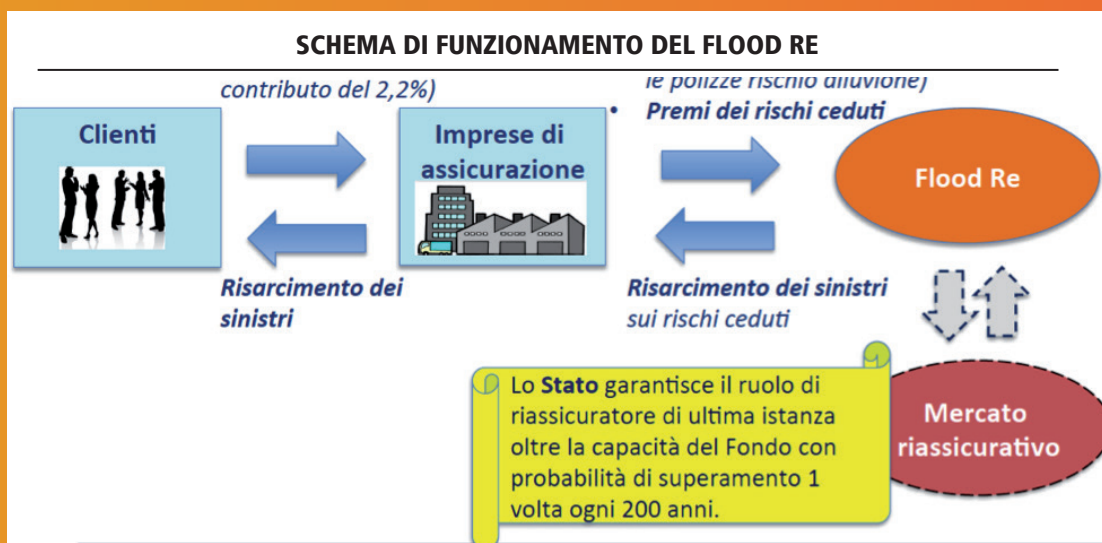 SCHEMA DI FUNZIONAMENTO DEL FLOOD RE
contributo del 2,2%)
le polizze rischio alluvione)
• Premi dei rischi ceduti
Clienti
Imprese di
assicurazione
Flood Re
Risarcimento dei
sinistri
Risarcimento dei sinistri
sui rischi ceduti
Lo Stato garantisce il ruolo di
riassicuratore di ultima istanza
oltre la capacità del Fondo con
probabilità di superamento 1
volta ogni 200 anni.
Mercato
riassicurativo